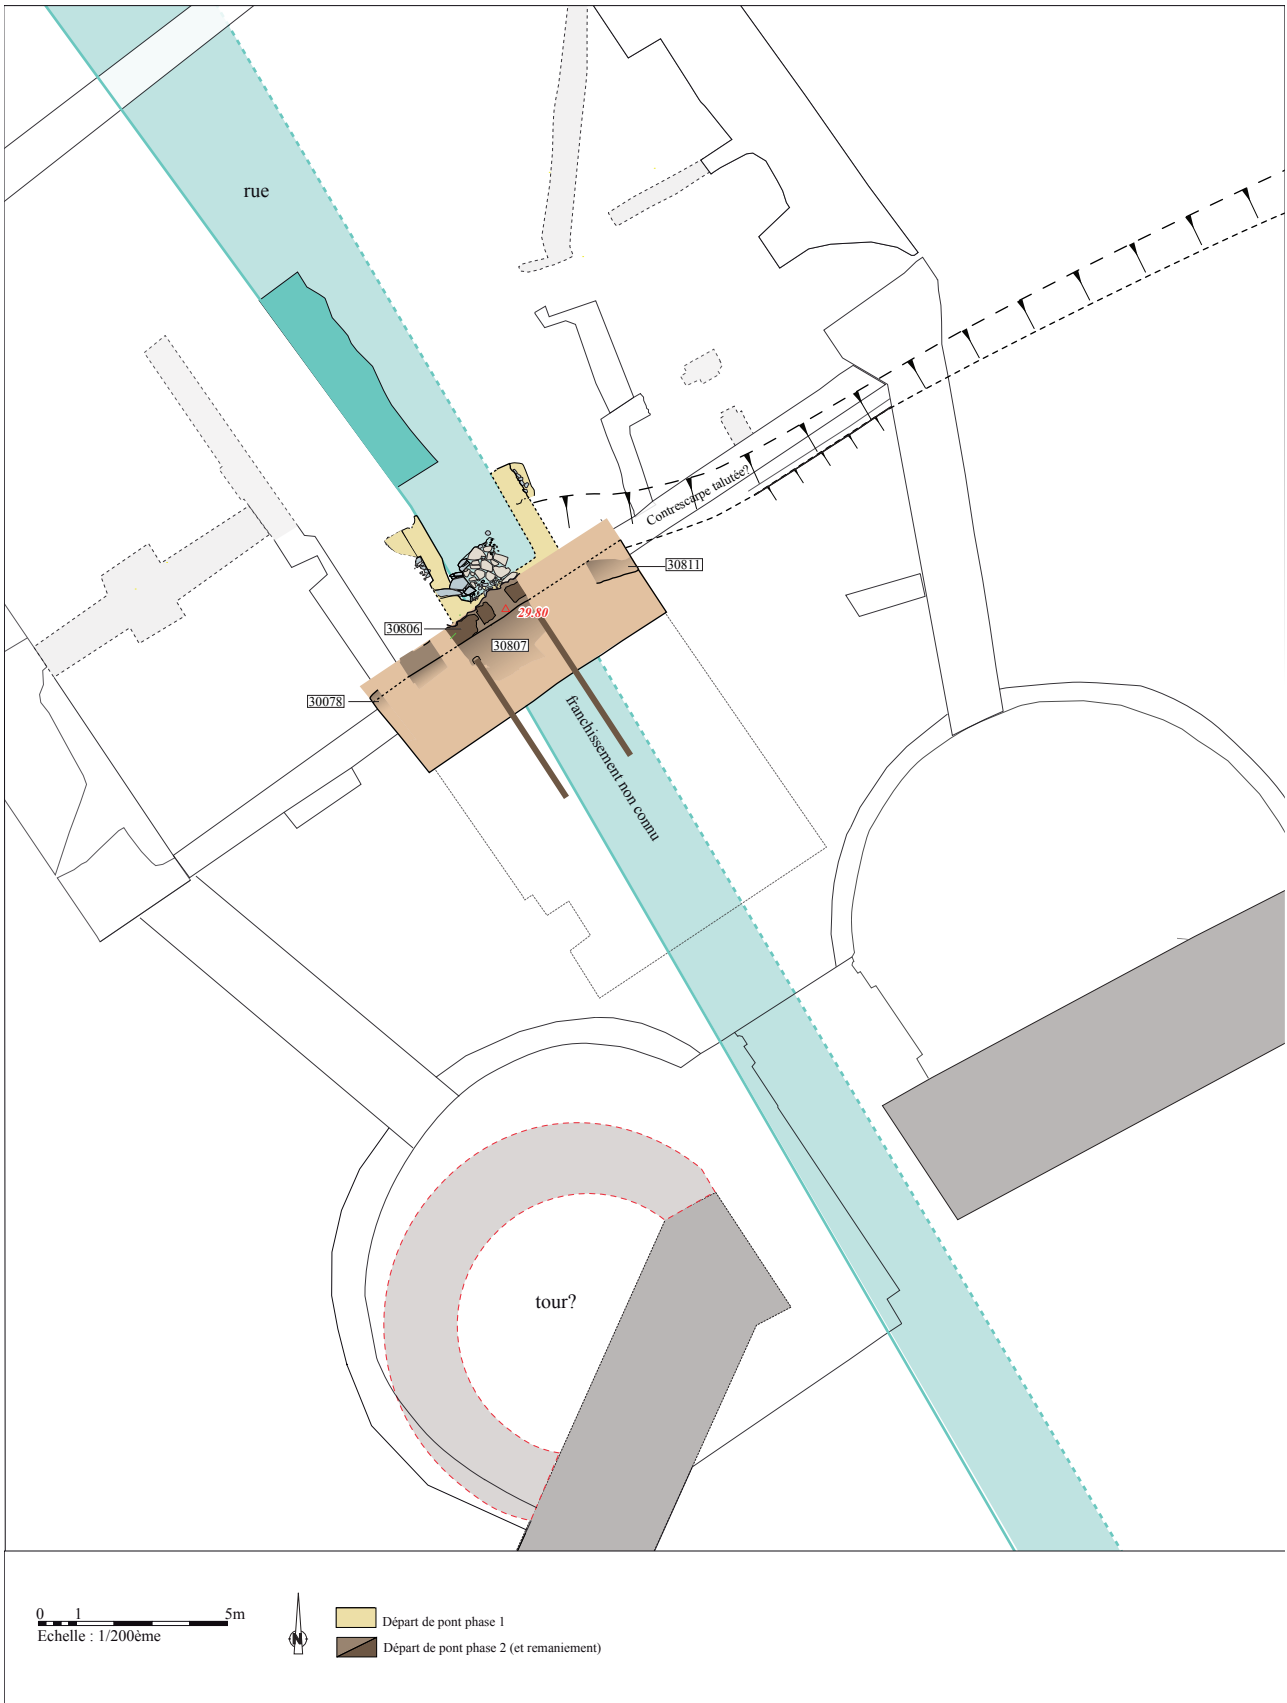 rue
Contrescarpe talutée?
30811
29.80
30806
30807
30078
franchissement non connu
tour?
0 1 5m
Echelle : 1/200ème
N
Départ de pont phase 1
Départ de pont phase 2 (et remaniement)